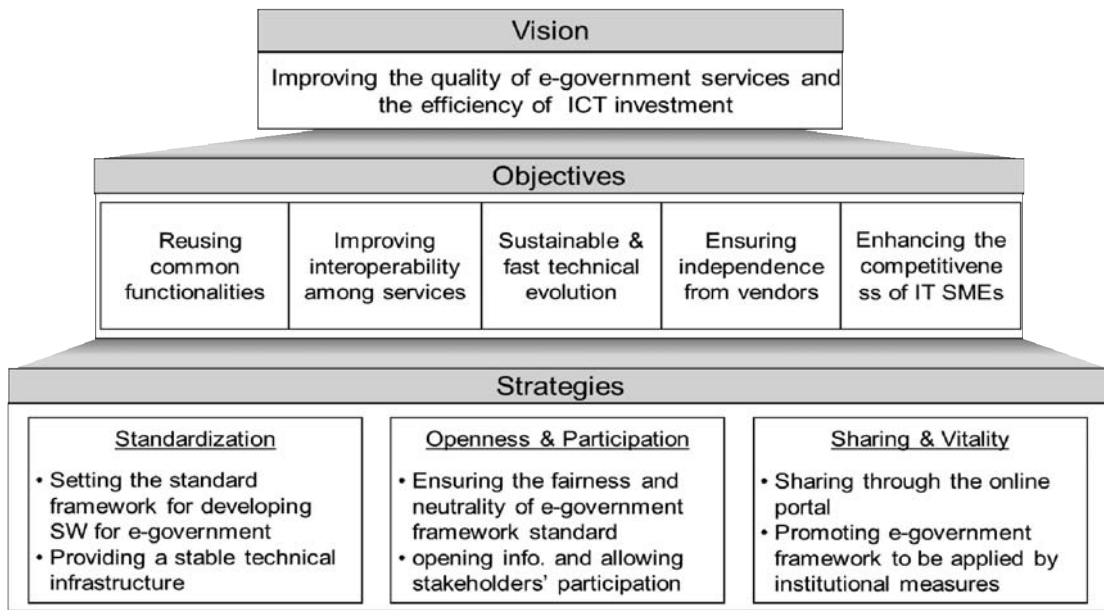 Vision
Improving the quality of e-government services and
the efficiency of ICT investment
Objectives
Reusing
common
functionalities
Improving
interoperability
among services
Sustainable &
fast technical
evolution
Ensuring
independence
from vendors
Enhancing the
competitivene
ss of IT SMEs
Strategies
Standardization
• Setting the standard
framework for developing
SW for e-government
• Providing a stable technical
infrastructure
Openness & Participation
• Ensuring the fairness and
neutrality of e-government
framework standard
• opening info. and allowing
stakeholders’ participation
Sharing & Vitality
• Sharing through the online
portal
• Promoting e-government
framework to be applied by
institutional measures